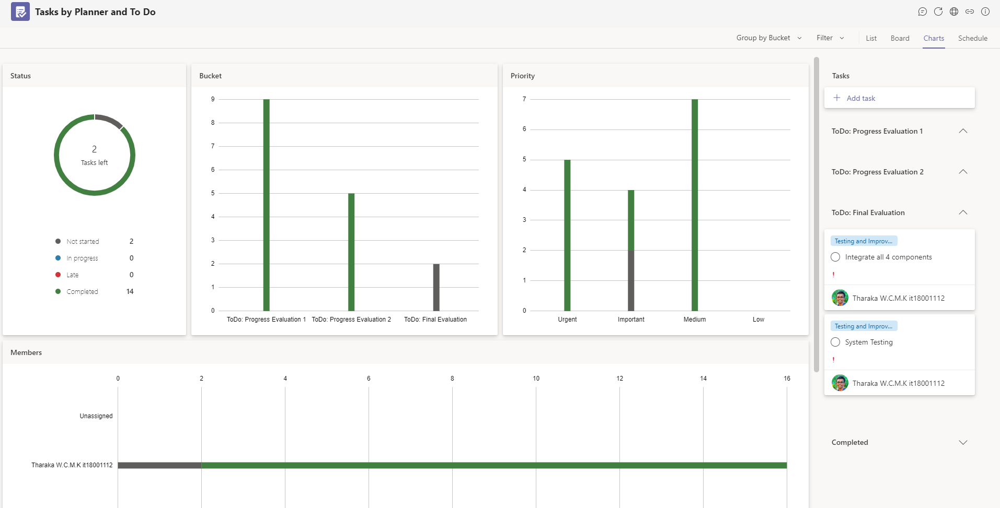 Tasks by Planner and To Do
Group by Bucket
Filter
List
Board
Charts
Schedule
Status
2
Tasks left
Not started 2
In progress 0
Late 0
Completed 14
Bucket
9
8
7
6
5
4
3
2
1
0
ToDo: Progress Evaluation 1
ToDo: Progress Evaluation 2
ToDo: Final Evaluation
Priority
7
6
5
4
3
2
1
0
Urgent
Important
Medium
Low
Members
0 2 4 6 8 10 12 14 16
Unassigned
Tharaka W.C.M.K it18001112
Tasks
+ Add task
ToDo: Progress Evaluation 1
ToDo: Progress Evaluation 2
ToDo: Final Evaluation
Testing and Improv...
Integrate all 4 components
!
Tharaka W.C.M.K it18001112
Testing and Improv...
System Testing
!
Tharaka W.C.M.K it18001112
Completed